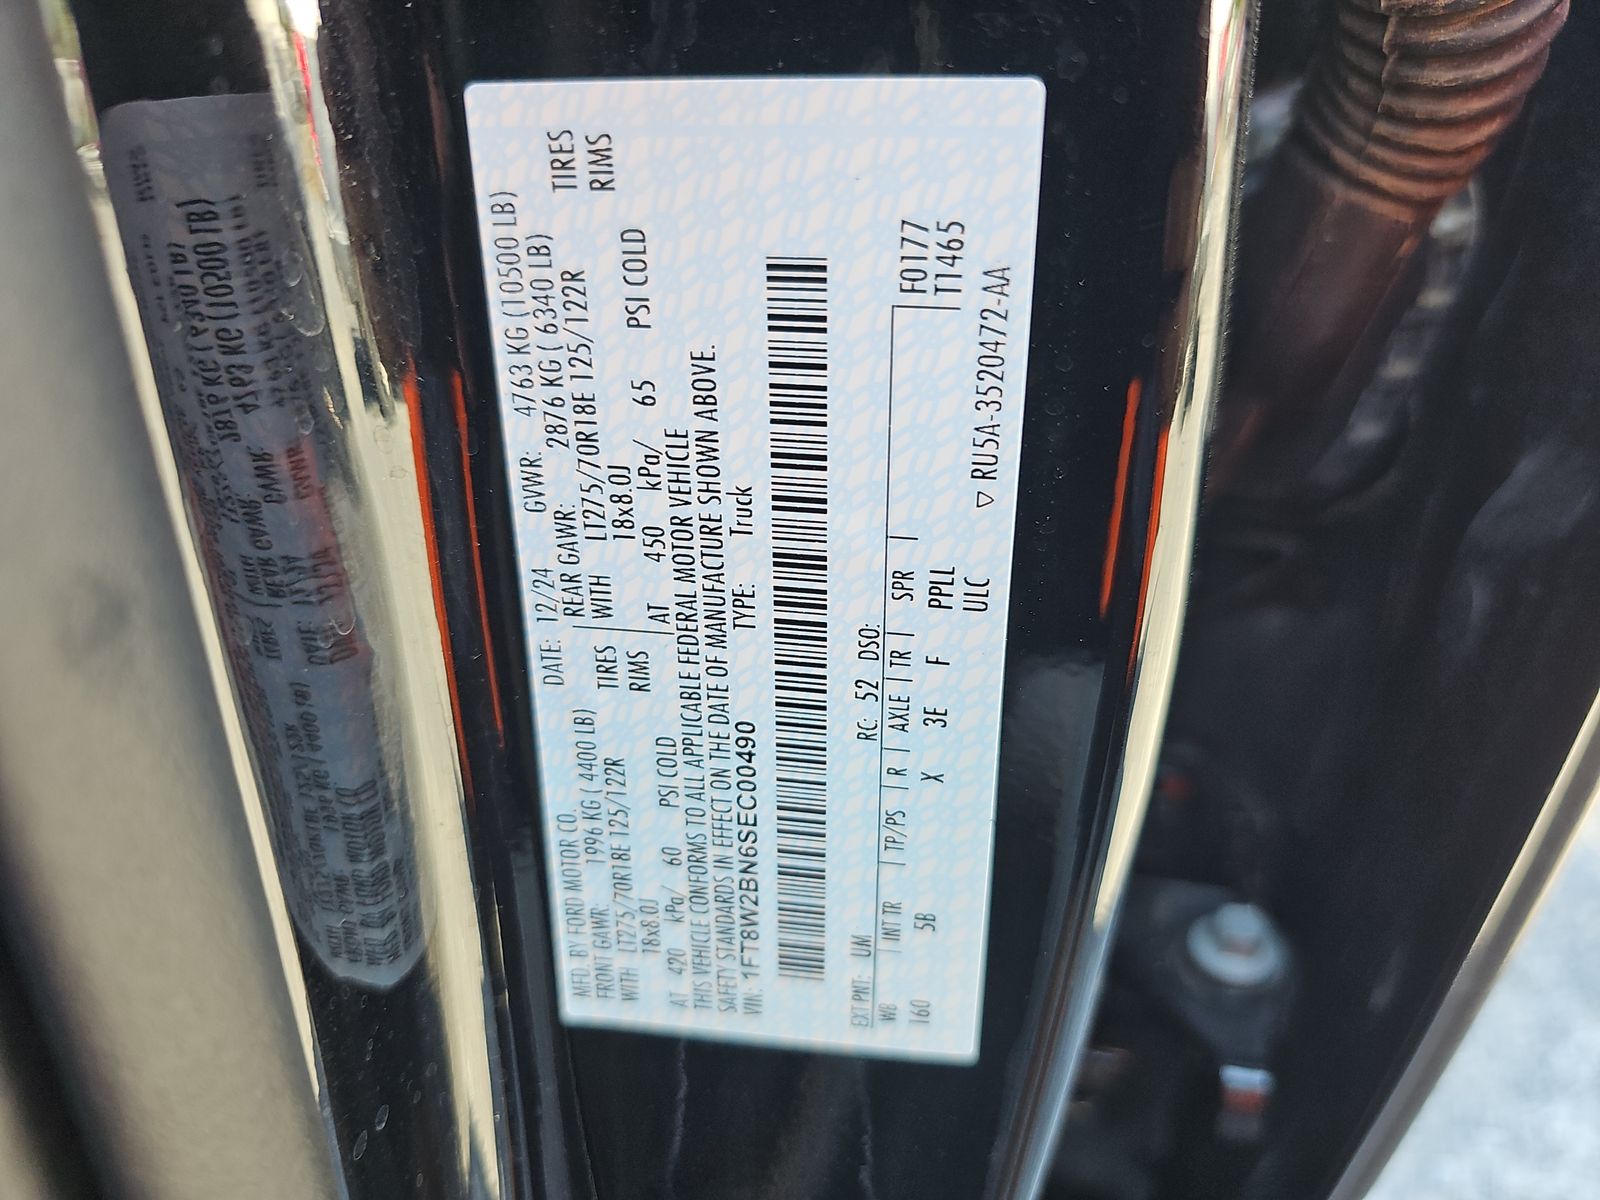 MFD. BY FORD MOTOR CO.
DATE: 12/24 GVWR: 4763 KG (10500 LB)
FRONT GAWR: 1996 KG ( 4400 LB)
REAR GAWR: 2876 KG ( 6340 LB)
WITH LT275/70R18E 125/122R TIRES
WITH LT275/70R18E 125/122R TIRES
18x8.0J RIMS
18x8.0J RIMS
AT 420 kPa/ 60 PSI COLD
AT 450 kPa/ 65 PSI COLD
THIS VEHICLE CONFORMS TO ALL APPLICABLE FEDERAL MOTOR VEHICLE
SAFETY STANDARDS IN EFFECT ON THE DATE OF MANUFACTURE SHOWN ABOVE.
VIN: 1FT8W2BN6SEC00490 TYPE: Truck
EXT PNT: UM RC: 52 DSO:
WB INT TR TP/PS R AXLE TR SPR F0177
160 5B X 3E F PPLL T1465
ULC
▽ RU5A-3520472-AA